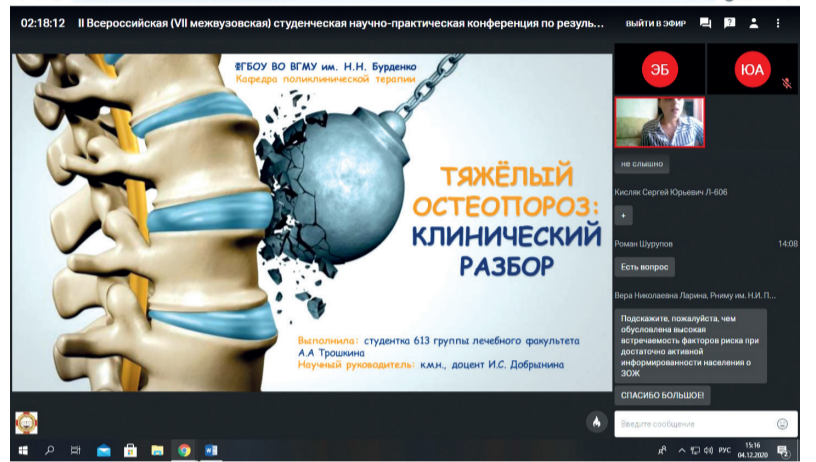 02:18:12 II Всероссийская (VII межвузовская) студенческая научно-практическая конференция по резуль...
ВЫЙТИ В ЭФИР
ФГБОУ ВО ВГМУ им. Н.Н. Бурденко
Кафедра поликлинической терапии
ТЯЖЁЛЫЙ
ОСТЕОПОРОЗ:
КЛИНИЧЕСКИЙ
РАЗБОР
Выполнила: студентка 613 группы лечебного факультета
А.А Трошкина
Научный руководитель: к.м.н., доцент И.С. Добрынина
ЭБ
ЮА
не слышно
Кисляк Сергей Юрьевич Л-606
+
Роман Шурупов 14:08
Есть вопрос
Вера Николаевна Ларина, Рниму им. Н.И. П...
Подскажите, пожалуйста, чем
обусловлена высокая
встречаемость факторов риска при
достаточно активной
информированности населения о
ЗОЖ
СПАСИБО БОЛЬШОЕ!
Введите сообщение
РУС
15:16
04.12.2020
2